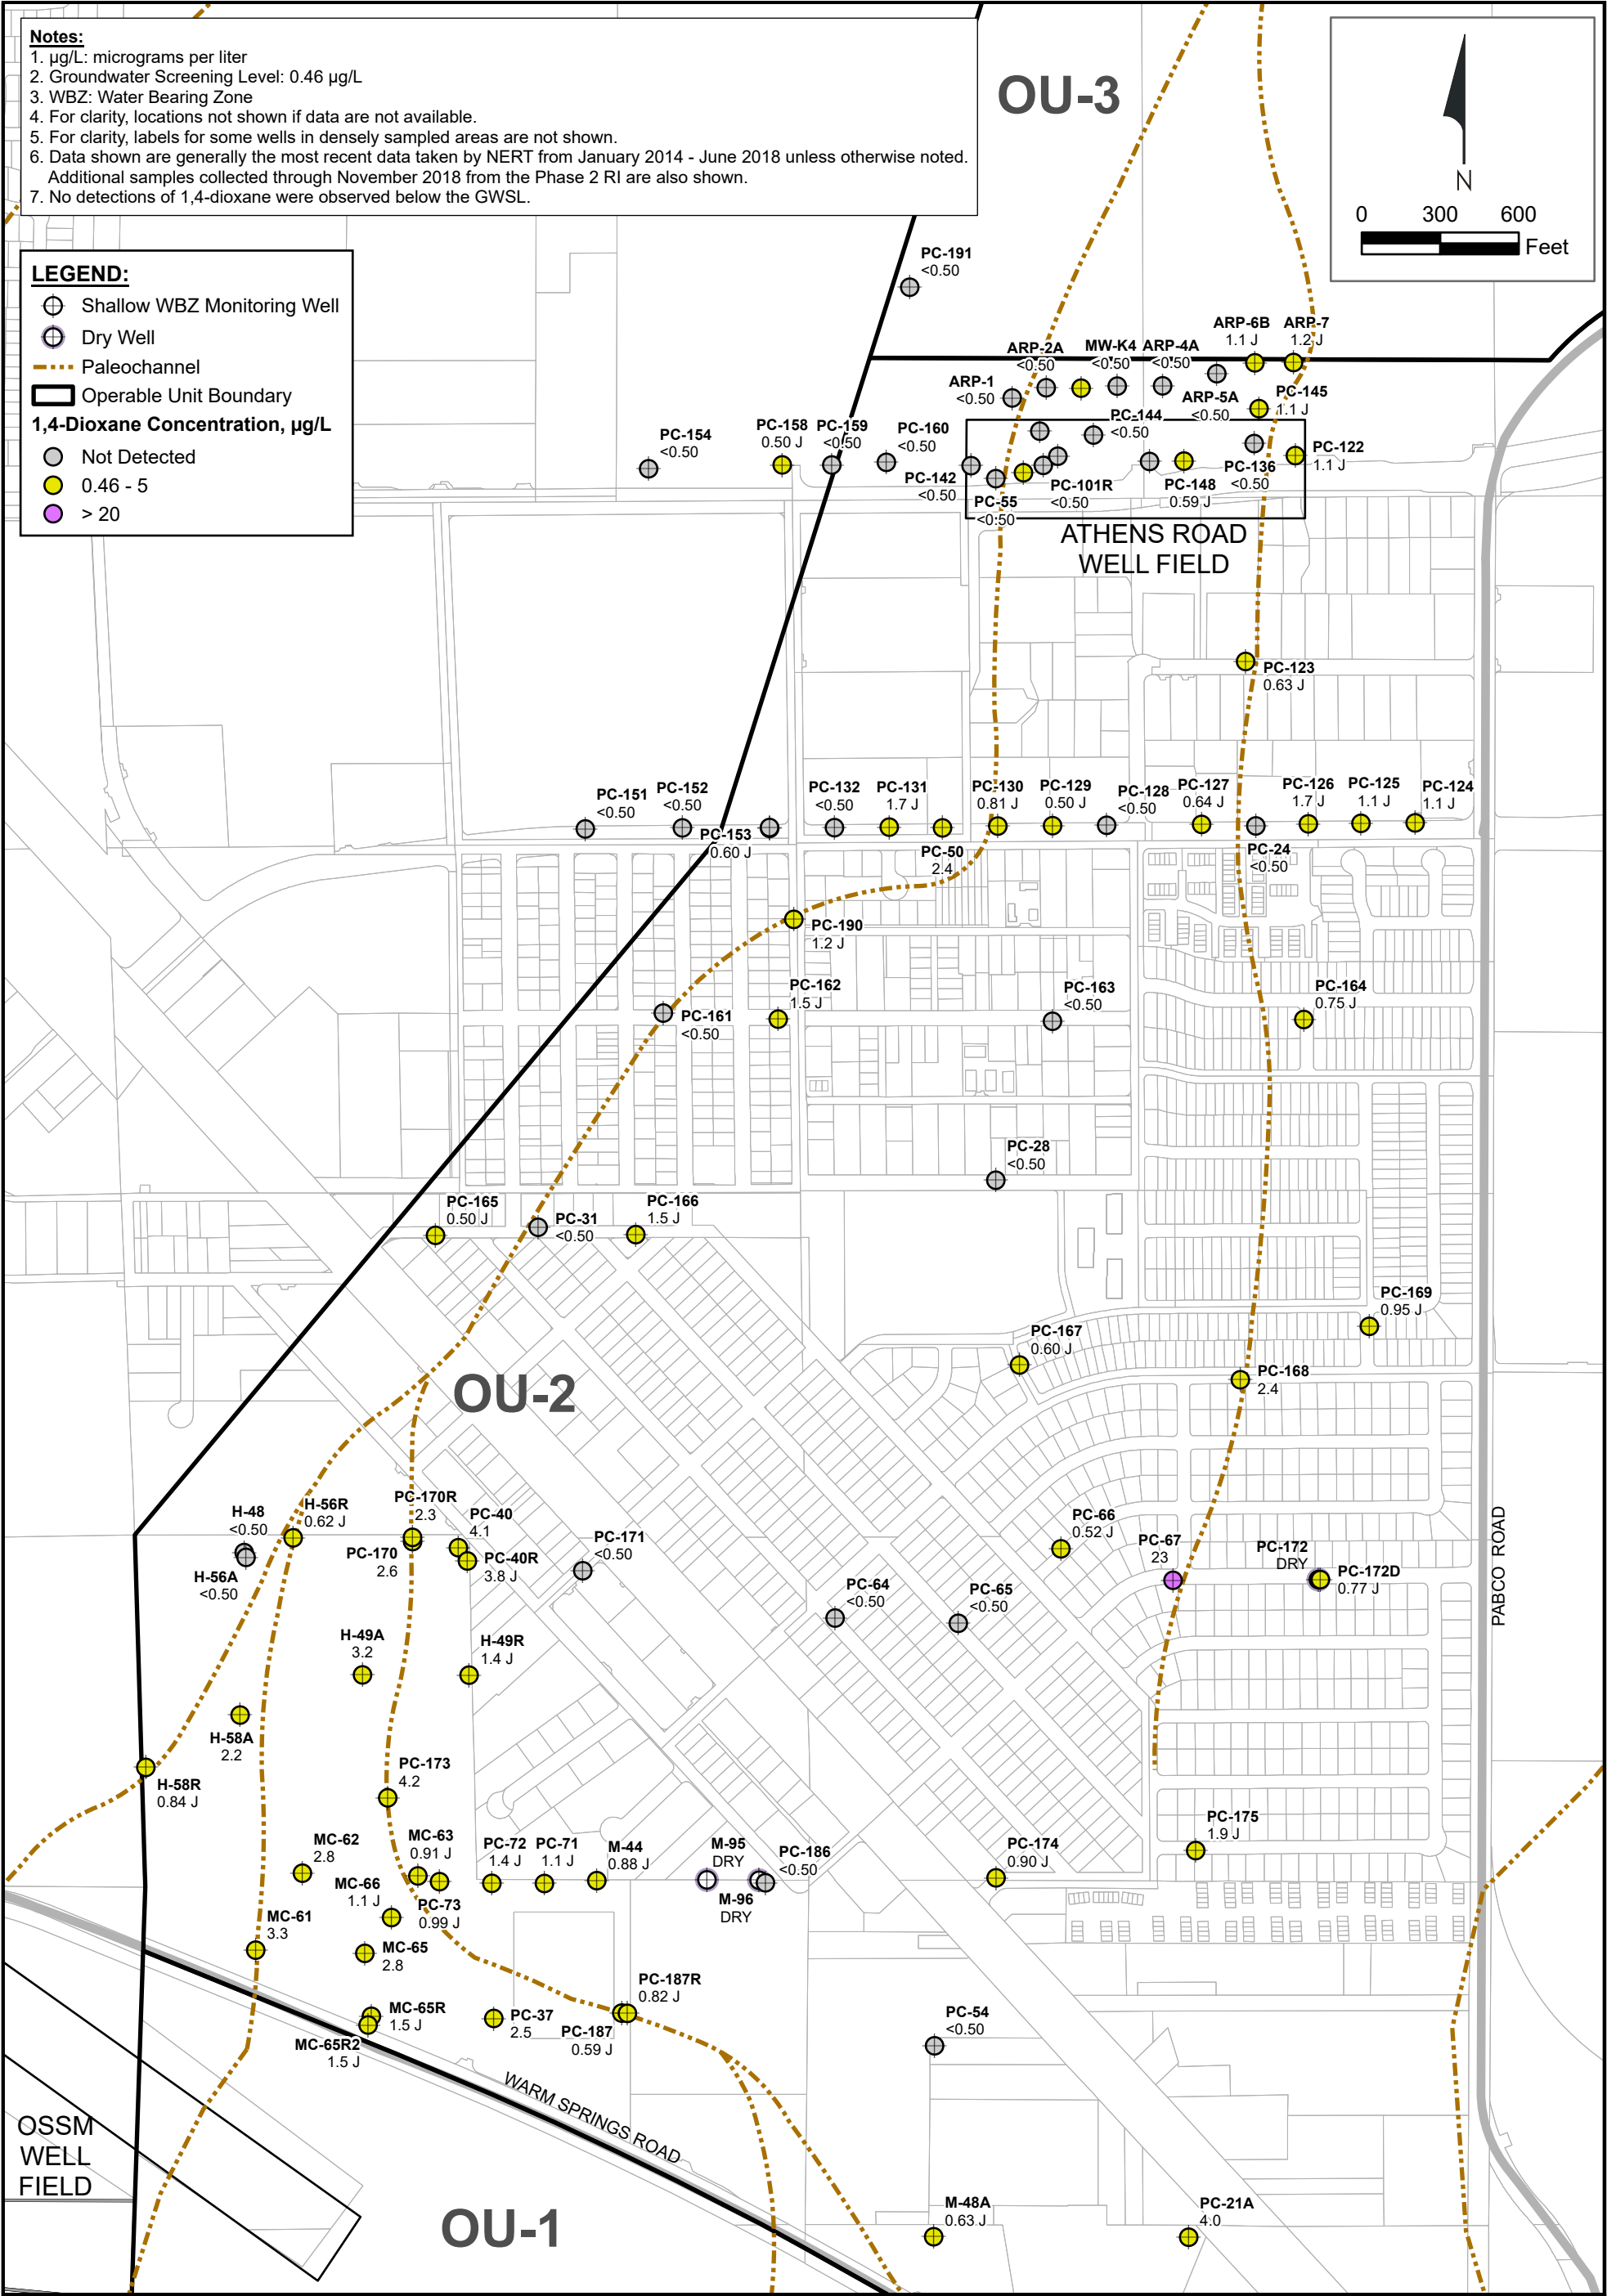 Notes:
1. µg/L: micrograms per liter
2. Groundwater Screening Level: 0.46 µg/L
3. WBZ: Water Bearing Zone
4. For clarity, locations not shown if data are not available.
5. For clarity, labels for some wells in densely sampled areas are not shown.
6. Data shown are generally the most recent data taken by NERT from January 2014 - June 2018 unless otherwise noted.
Additional samples collected through November 2018 from the Phase 2 RI are also shown.
7. No detections of 1,4-dioxane were observed below the GWSL.
OU-3
N
0 300 600
Feet
LEGEND:
Shallow WBZ Monitoring Well
Dry Well
Paleochannel
Operable Unit Boundary
1,4-Dioxane Concentration, µg/L
Not Detected
0.46 - 5
> 20
PC-191
<0.50
ARP-6B
1.1 J
ARP-7
1.2 J
ARP-2A
<0.50
MW-K4
<0.50
ARP-4A
<0.50
ARP-1
<0.50
ARP-5A
<0.50
PC-145
1.1 J
PC-144
<0.50
PC-154
<0.50
PC-158
0.50 J
PC-159
<0.50
PC-160
<0.50
PC-122
1.1 J
PC-142
<0.50
PC-55
<0.50
PC-101R
<0.50
PC-148
0.59 J
PC-136
<0.50
ATHENS ROAD
WELL FIELD
PC-123
0.63 J
PC-151
<0.50
PC-152
<0.50
PC-153
0.60 J
PC-132
<0.50
PC-131
1.7 J
PC-50
2.4
PC-130
0.81 J
PC-129
0.50 J
PC-128
<0.50
PC-127
0.64 J
PC-24
<0.50
PC-126
1.7 J
PC-125
1.1 J
PC-124
1.1 J
PC-190
1.2 J
PC-162
1.5 J
PC-161
<0.50
PC-163
<0.50
PC-164
0.75 J
PC-28
<0.50
PC-165
0.50 J
PC-31
<0.50
PC-166
1.5 J
PC-169
0.95 J
PC-167
0.60 J
PC-168
2.4
OU-2
H-48
<0.50
H-56R
0.62 J
H-56A
<0.50
PC-170R
2.3
PC-170
2.6
PC-40
4.1
PC-40R
3.8 J
PC-171
<0.50
PC-66
0.52 J
PC-67
23
PC-172
DRY
PC-172D
0.77 J
PC-64
<0.50
PC-65
<0.50
PABCO ROAD
H-49A
3.2
H-49R
1.4 J
H-58A
2.2
H-58R
0.84 J
PC-173
4.2
MC-62
2.8
MC-63
0.91 J
PC-72
1.4 J
PC-71
1.1 J
M-44
0.88 J
M-95
DRY
PC-186
<0.50
M-96
DRY
PC-174
0.90 J
PC-175
1.9 J
MC-66
1.1 J
PC-73
0.99 J
MC-61
3.3
MC-65
2.8
MC-65R
1.5 J
MC-65R2
1.5 J
PC-37
2.5
PC-187R
0.82 J
PC-187
0.59 J
PC-54
<0.50
WARM SPRINGS ROAD
OSSM
WELL
FIELD
OU-1
M-48A
0.63 J
PC-21A
4.0